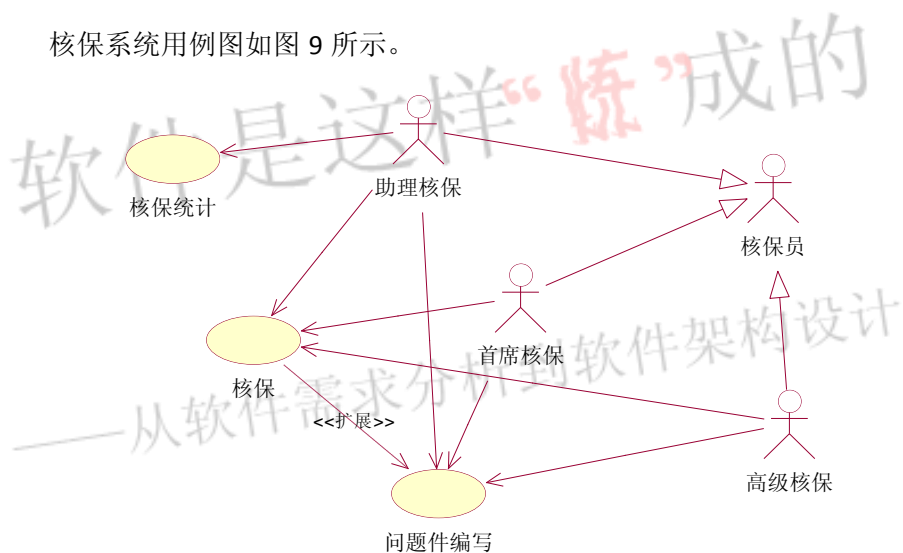 核保系统用例图如图 9 所示。
软件是这样“炼”成的
助理核保
核保统计
核保员
首席核保
——从软件需求分析到软件架构设计
核保
<<扩展>>
高级核保
问题件编写